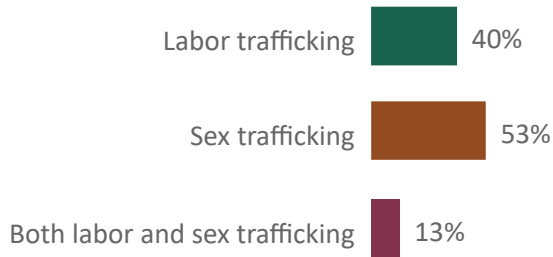 Labor trafficking 40%
Sex trafficking 53%
Both labor and sex trafficking 13%